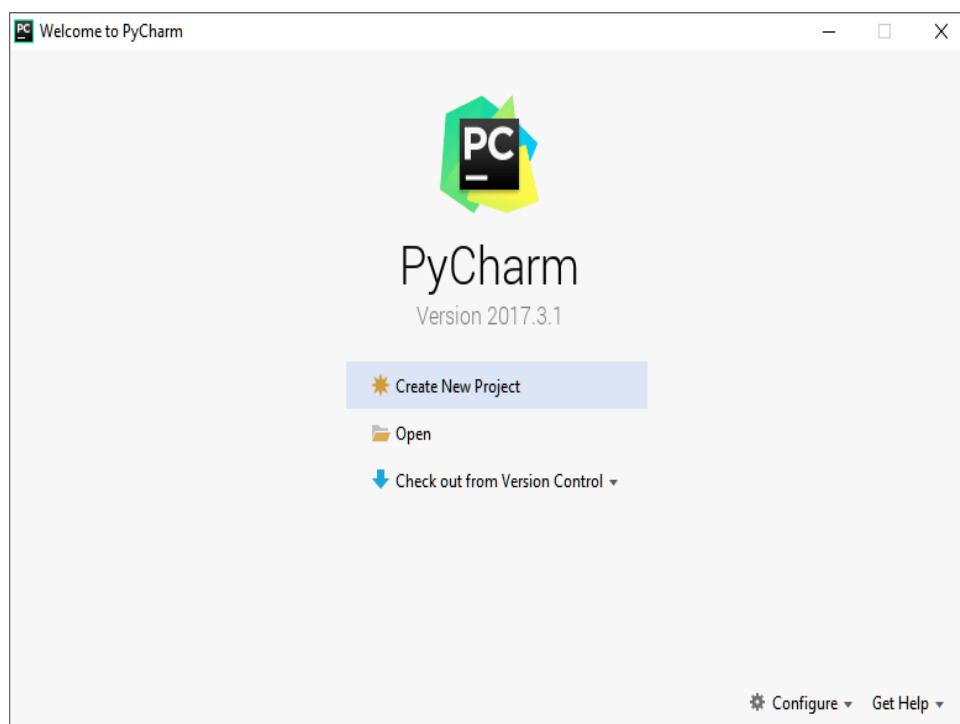 PC Welcome to PyCharm
PC
PyCharm
Version 2017.3.1
Create New Project
Open
Check out from Version Control
Configure Get Help